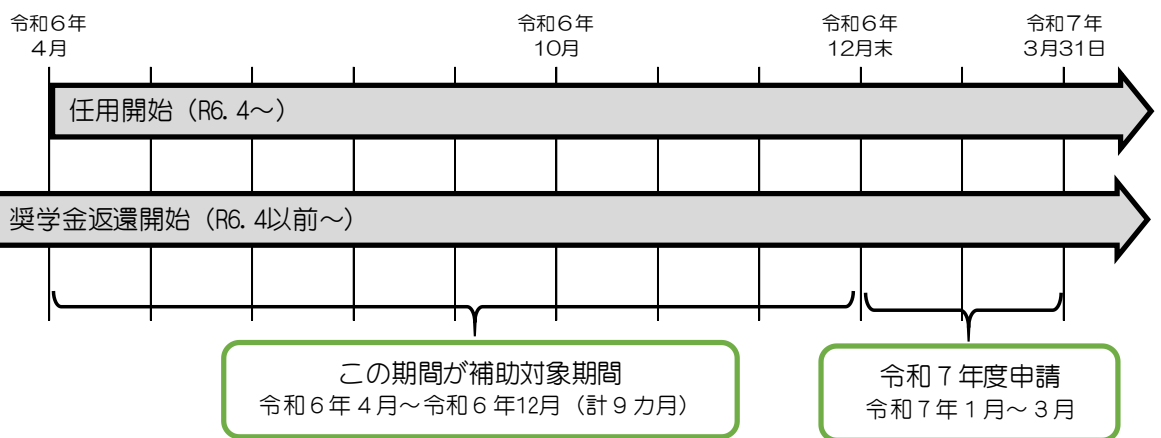 令和６年
４月
令和６年
10月
令和６年
12月末
令和７年
３月31日
任用開始（R6. 4～）
奨学金返還開始（R6. 4以前～）
この期間が補助対象期間
令和６年４月～令和６年12月（計９カ月）
令和７年度申請
令和７年１月～３月